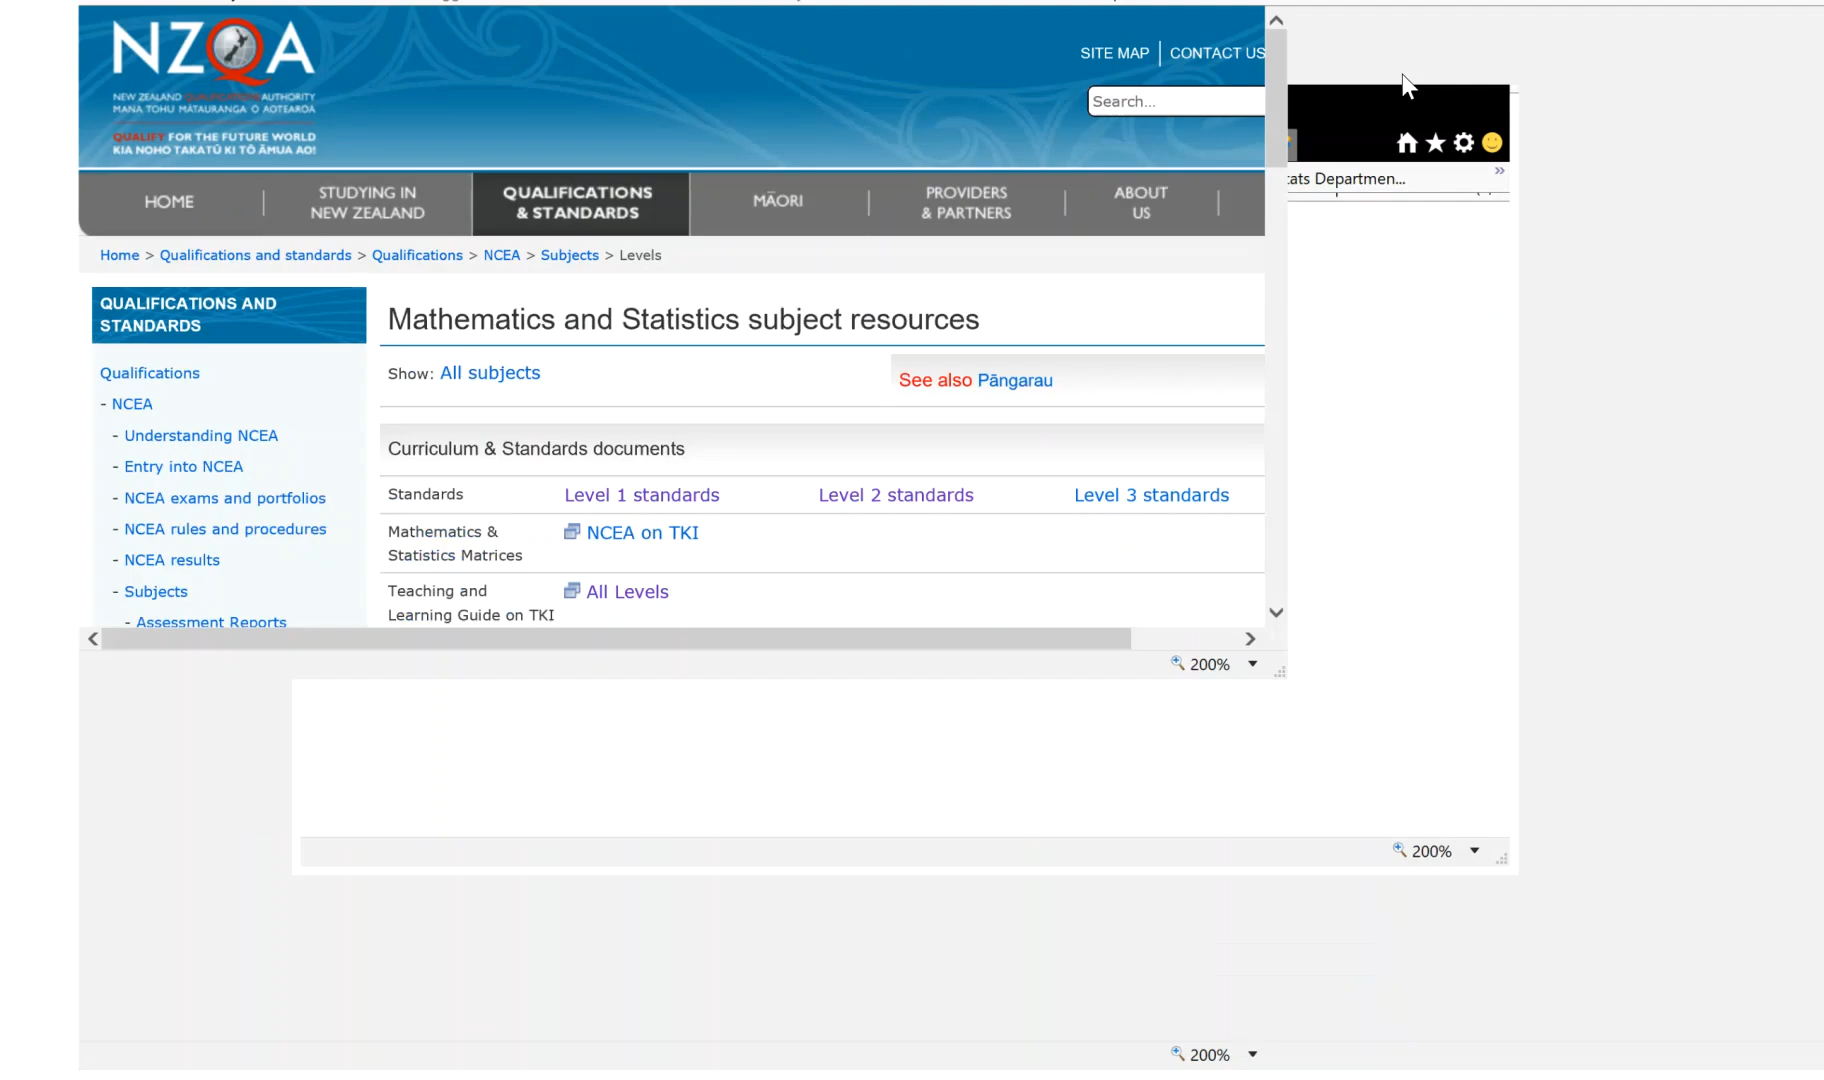 NZQA
NEW ZEALAND QUALIFICATIONS AUTHORITY
MANA TOHU MĀTAURANGA O AOTEAROA
QUALIFY FOR THE FUTURE WORLD
KIA NOHO TAKATŪ KI TŌ ĀMUA AO!
SITE MAP | CONTACT US
Search...
HOME
STUDYING IN
NEW ZEALAND
QUALIFICATIONS
& STANDARDS
MĀORI
PROVIDERS
& PARTNERS
ABOUT
US
tats Departmen... »
Home > Qualifications and standards > Qualifications > NCEA > Subjects > Levels
QUALIFICATIONS AND
STANDARDS
Qualifications
- NCEA
- Understanding NCEA
- Entry into NCEA
- NCEA exams and portfolios
- NCEA rules and procedures
- NCEA results
- Subjects
- Assessment Reports
Mathematics and Statistics subject resources
Show: All subjects
See also Pāngarau
Curriculum & Standards documents
Standards Level 1 standards Level 2 standards Level 3 standards
Mathematics &
Statistics Matrices
NCEA on TKI
Teaching and
Learning Guide on TKI
All Levels
200%
200%
200%